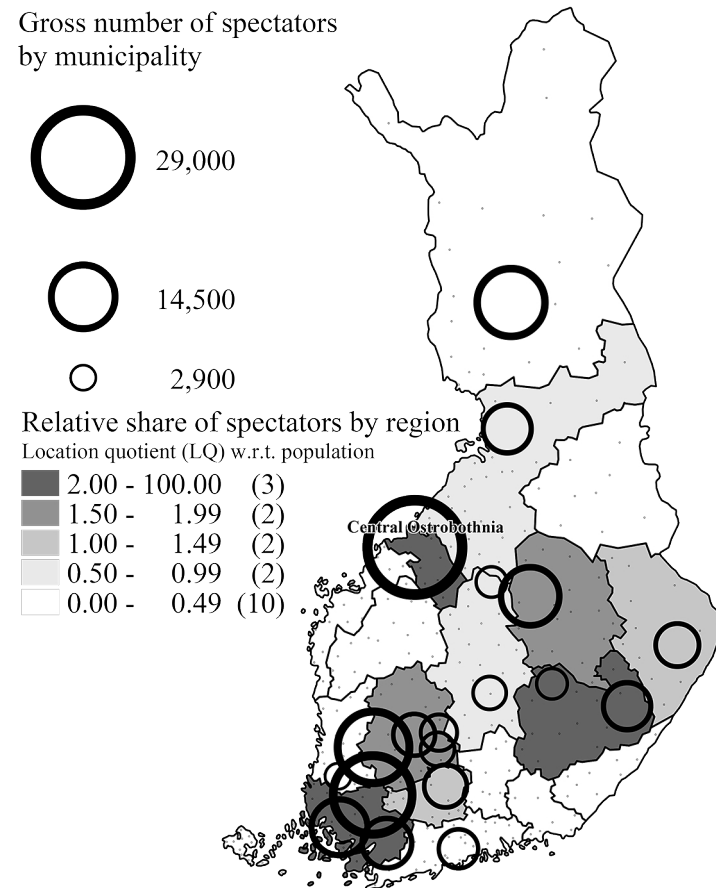 Gross number of spectators
by municipality
29,000
14,500
2,900
Relative share of spectators by region
Location quotient (LQ) w.r.t. population
2.00 - 100.00 (3)
1.50 - 1.99 (2)
1.00 - 1.49 (2)
0.50 - 0.99 (2)
0.00 - 0.49 (10)
Central Ostrobothnia